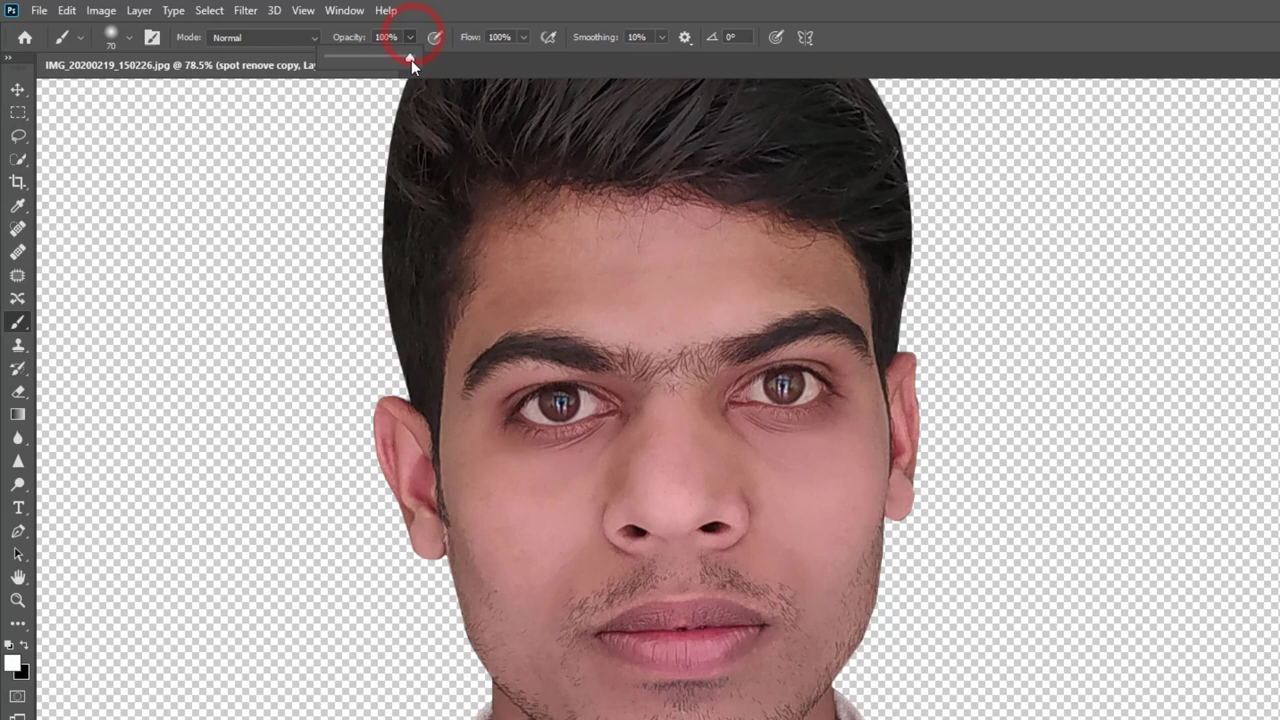 Ps File Edit Image Layer Type Select Filter 3D View Window Help
70 Mode: Normal Opacity: 100% Flow: 100% Smoothing: 10% 0°
IMG_20200219_150226.jpg @ 78.5% (spot renove copy, La